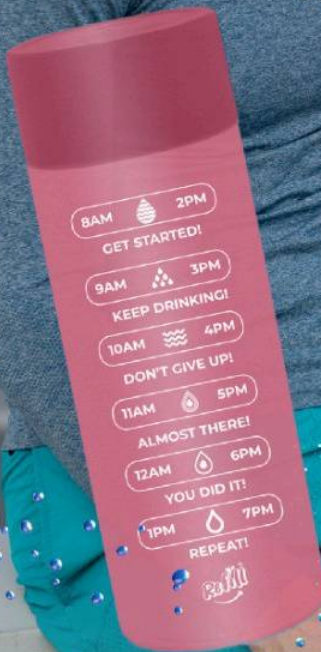 8AM 2PM
GET STARTED!
9AM 3PM
KEEP DRINKING!
10AM 4PM
DON'T GIVE UP!
11AM 5PM
ALMOST THERE!
12AM 6PM
YOU DID IT!
1PM 7PM
REPEAT!
Refill